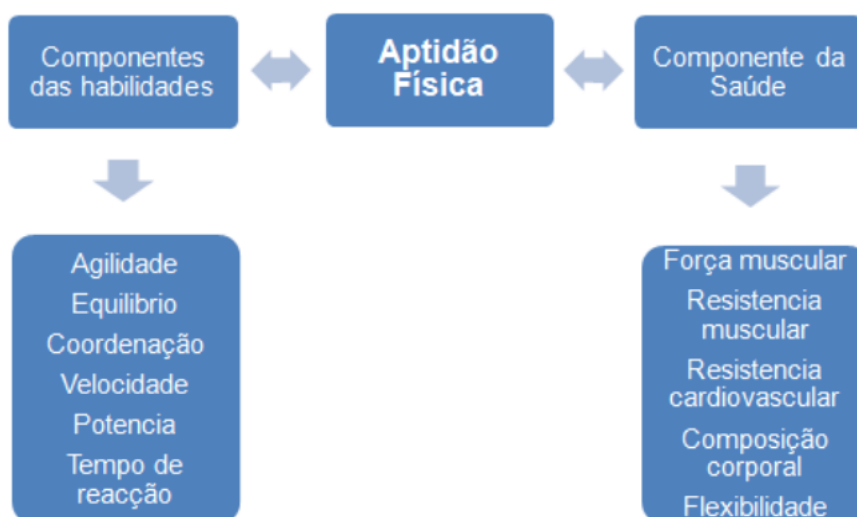 Componentes
das habilidades
Aptidão
Física
Componente da
Saúde
Agilidade
Equilibrio
Coordenação
Velocidade
Potencia
Tempo de
reacção
Força muscular
Resistencia
muscular
Resistencia
cardiovascular
Composição
corporal
Flexibilidade